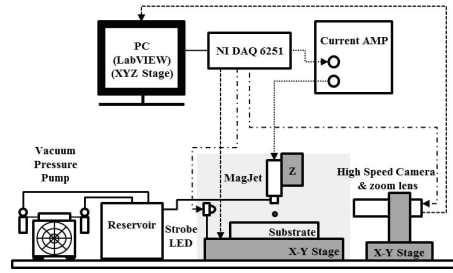 PC
(LabVIEW)
(XYZ Stage)
NI DAQ 6251
Current AMP
Vacuum
Pressure
Pump
Reservoir
Strobe
LED
MagJet
Z
Substrate
X-Y Stage
High Speed Camera
& zoom lens
X-Y Stage